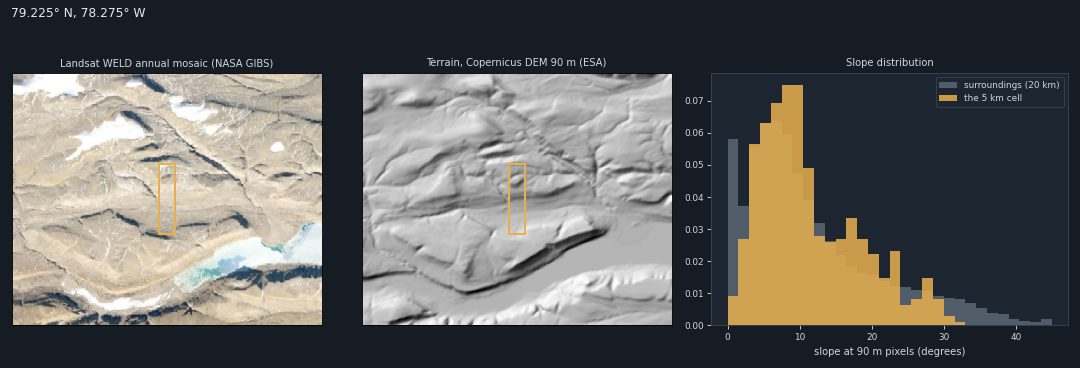 79.225° N, 78.275° W
Landsat WELD annual mosaic (NASA GIBS)
Terrain, Copernicus DEM 90 m (ESA)
Slope distribution
surroundings (20 km)
the 5 km cell
0.07
0.06
0.05
0.04
0.03
0.02
0.01
0.00
0
10
20
30
40
slope at 90 m pixels (degrees)